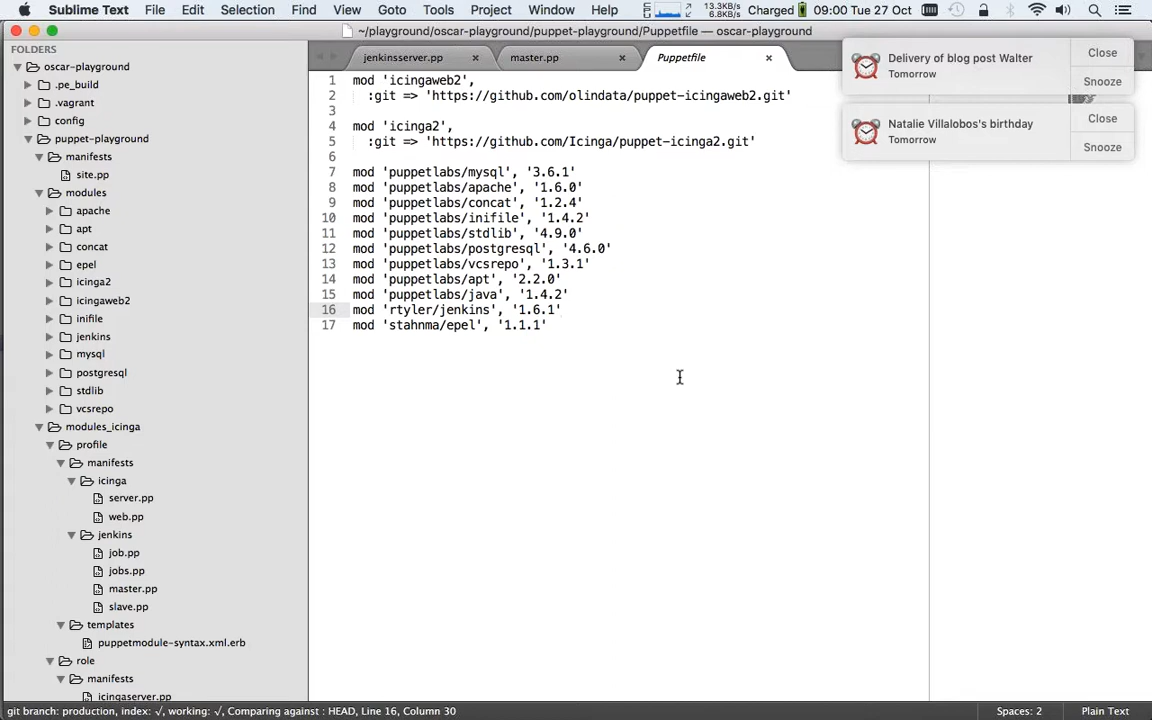 Sublime Text File Edit Selection Find View Goto Tools Project Window Help 13.3KB/s 6.8KB/s Charged 09:00 Tue 27 Oct
~/playground/oscar-playground/puppet-playground/Puppetfile — oscar-playground
FOLDERS
oscar-playground
.pe_build
.vagrant
config
puppet-playground
manifests
site.pp
modules
apache
apt
concat
epel
icinga2
icingaweb2
inifile
jenkins
mysql
postgresql
stdlib
vcsrepo
modules_icinga
profile
manifests
icinga
server.pp
web.pp
jenkins
job.pp
jobs.pp
master.pp
slave.pp
templates
puppetmodule-syntax.xml.erb
role
manifests
icingaserver.pp
jenkinsserver.pp × master.pp × Puppetfile ×
1 mod 'icingaweb2',
2 :git => 'https://github.com/olindata/puppet-icingaweb2.git'
3
4 mod 'icinga2',
5 :git => 'https://github.com/Icinga/puppet-icinga2.git'
6
7 mod 'puppetlabs/mysql', '3.6.1'
8 mod 'puppetlabs/apache', '1.6.0'
9 mod 'puppetlabs/concat', '1.2.4'
10 mod 'puppetlabs/inifile', '1.4.2'
11 mod 'puppetlabs/stdlib', '4.9.0'
12 mod 'puppetlabs/postgresql', '4.6.0'
13 mod 'puppetlabs/vcsrepo', '1.3.1'
14 mod 'puppetlabs/apt', '2.2.0'
15 mod 'puppetlabs/java', '1.4.2'
16 mod 'rtyler/jenkins', '1.6.1'
17 mod 'stahnma/epel', '1.1.1'
Delivery of blog post Walter
Tomorrow
Close
Snooze
Natalie Villalobos's birthday
Tomorrow
Close
Snooze
git branch: production, index: √, working: √, Comparing against : HEAD, Line 16, Column 30 Spaces: 2 Plain Text